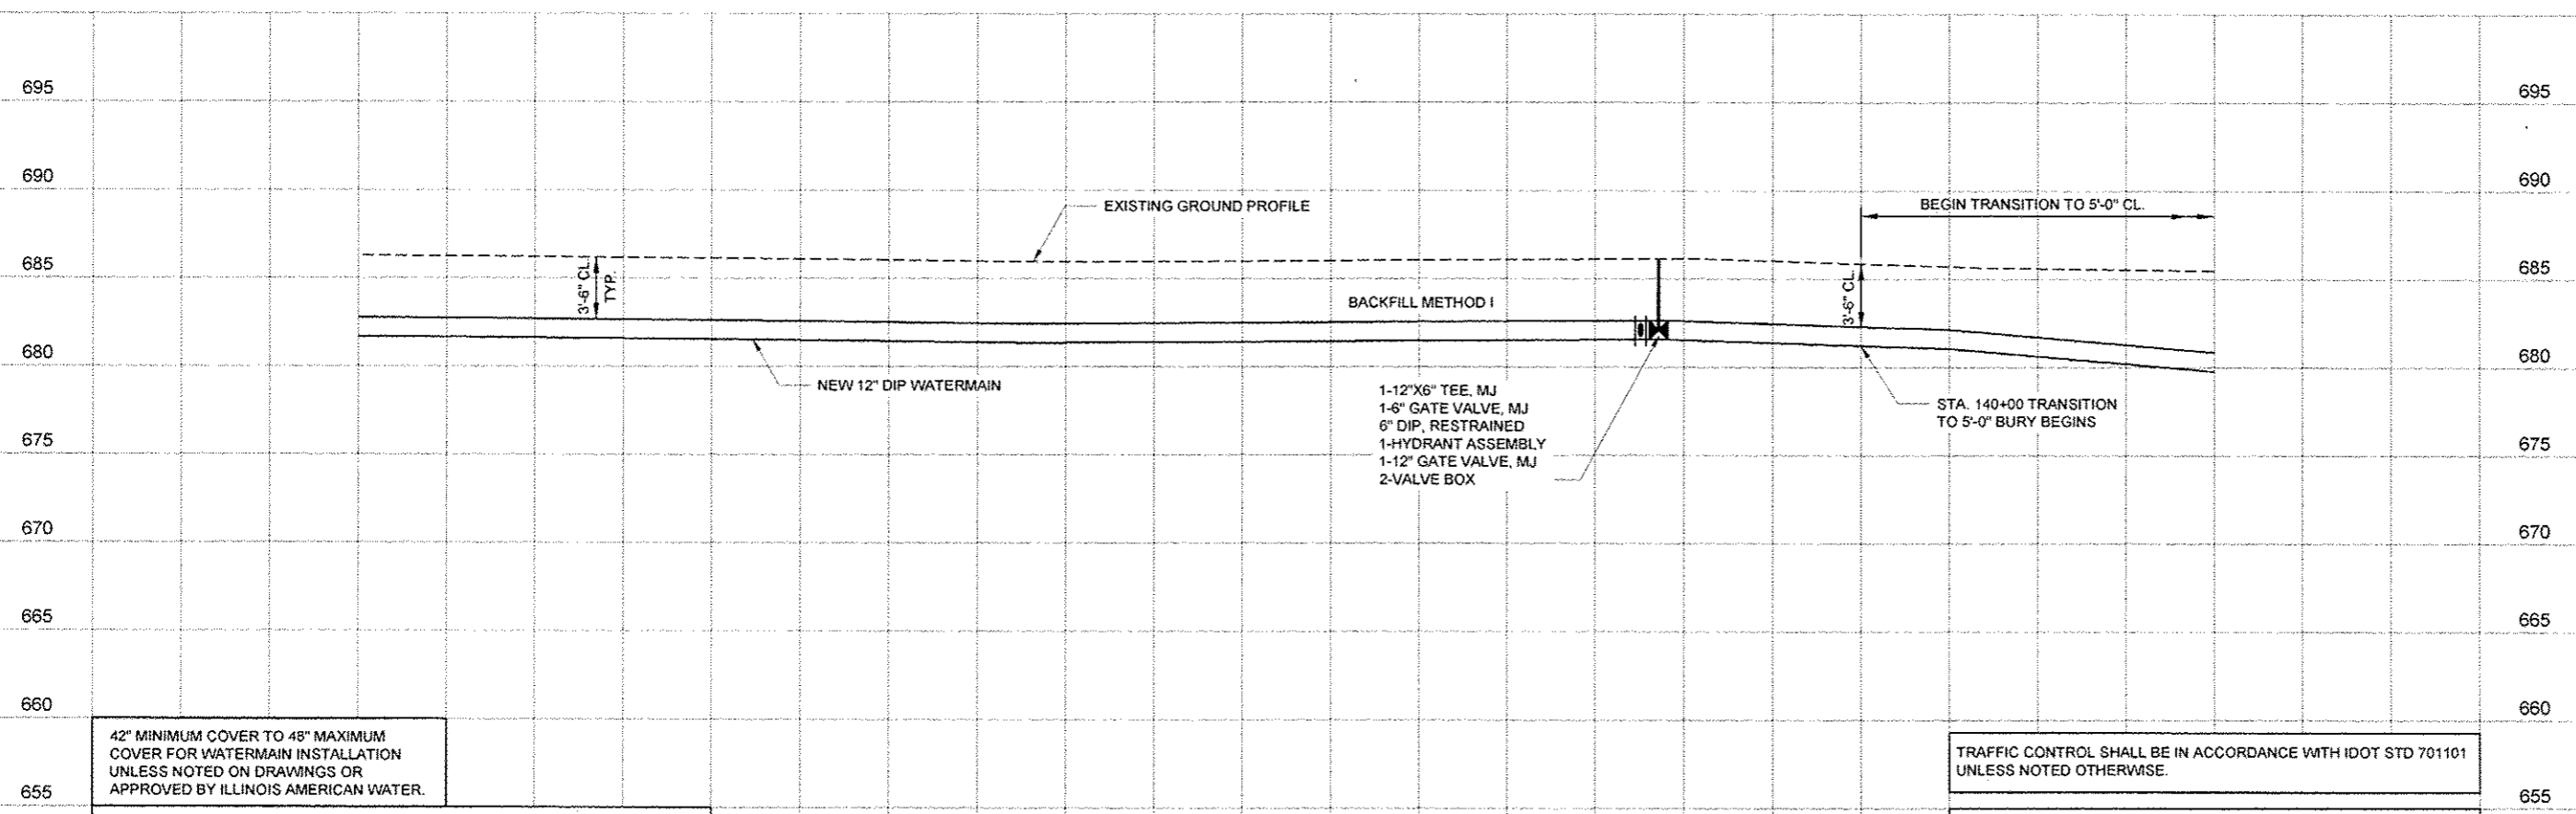 695
695
690
690
EXISTING GROUND PROFILE
BEGIN TRANSITION TO 5'-0" CL.
685
685
3'-6" CL.
TYP.
BACKFILL METHOD I
3'-6" CL.
680
680
NEW 12" DIP WATERMAIN
1-12"X6" TEE, MJ
1-6" GATE VALVE, MJ
6" DIP, RESTRAINED
1-HYDRANT ASSEMBLY
1-12" GATE VALVE, MJ
2-VALVE BOX
STA. 140+00 TRANSITION
TO 5'-0" BURY BEGINS
675
675
670
670
665
665
660
660
42" MINIMUM COVER TO 48" MAXIMUM
COVER FOR WATERMAIN INSTALLATION
UNLESS NOTED ON DRAWINGS OR
APPROVED BY ILLINOIS AMERICAN WATER.
TRAFFIC CONTROL SHALL BE IN ACCORDANCE WITH IDOT STD 701101
UNLESS NOTED OTHERWISE.
655
655